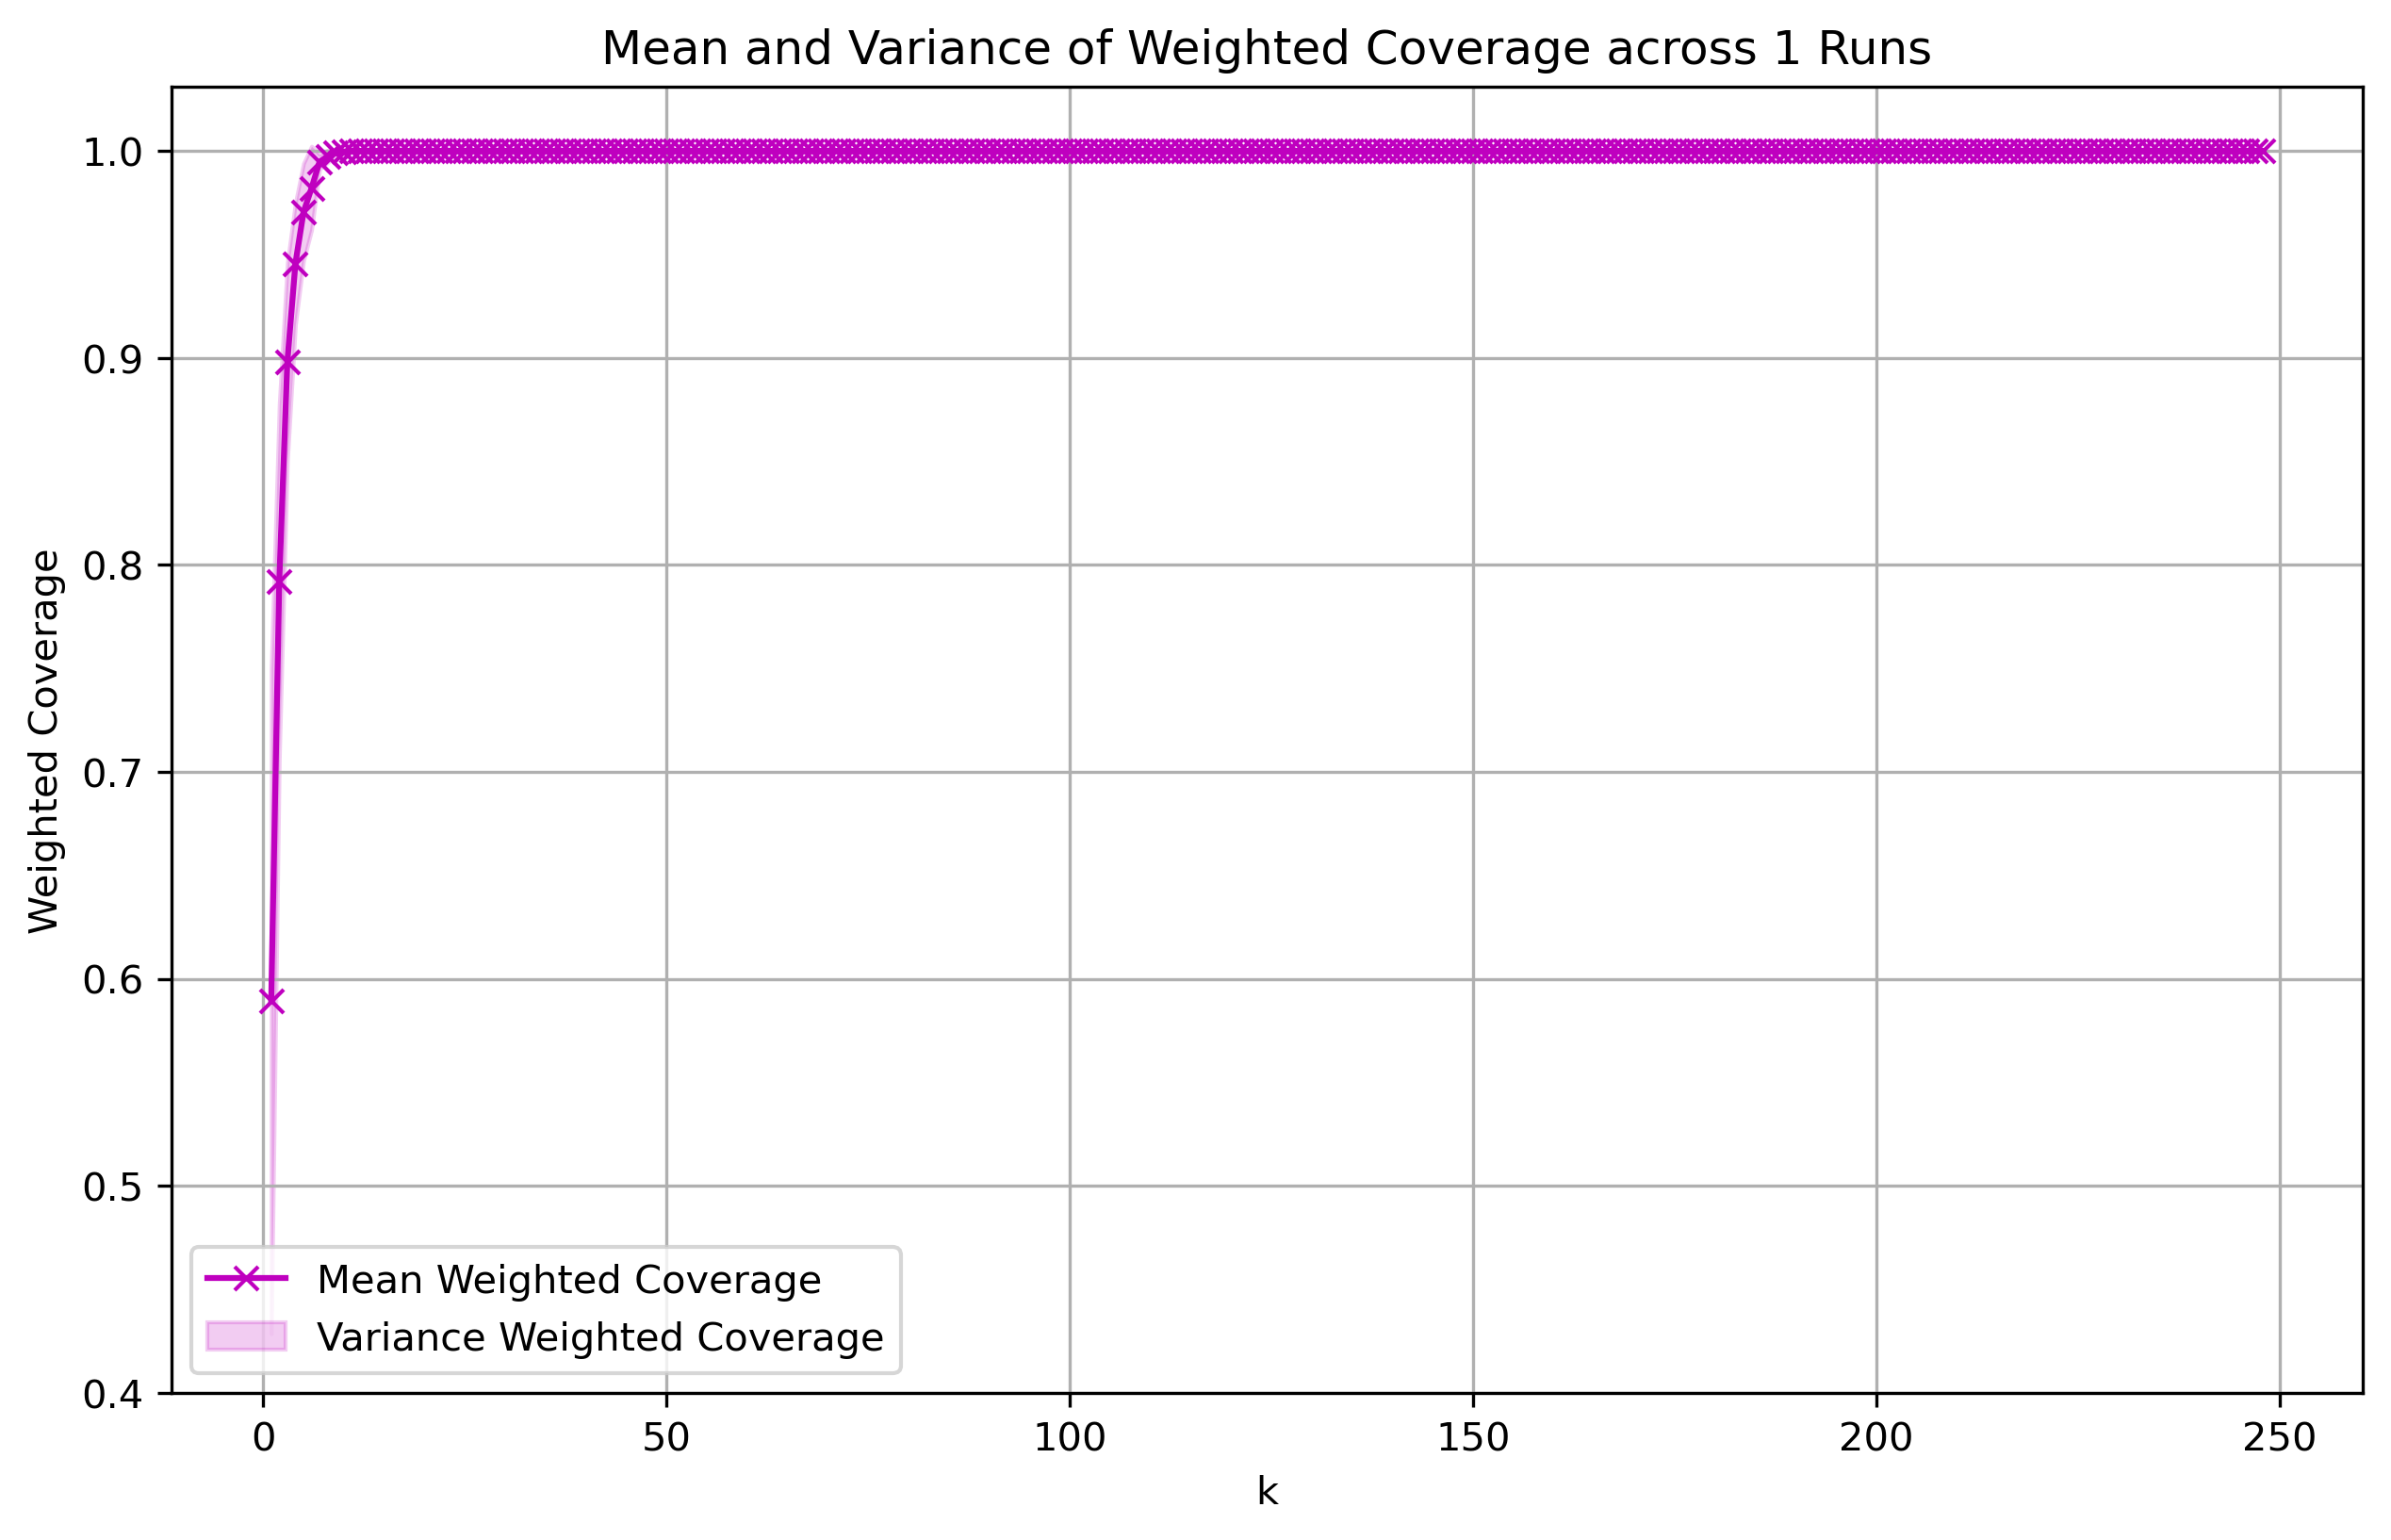 Mean and Variance of Weighted Coverage across 1 Runs
Weighted Coverage
1.0
0.9
0.8
0.7
0.6
0.5
0.4
Mean Weighted Coverage
Variance Weighted Coverage
0 50 100 150 200 250
k